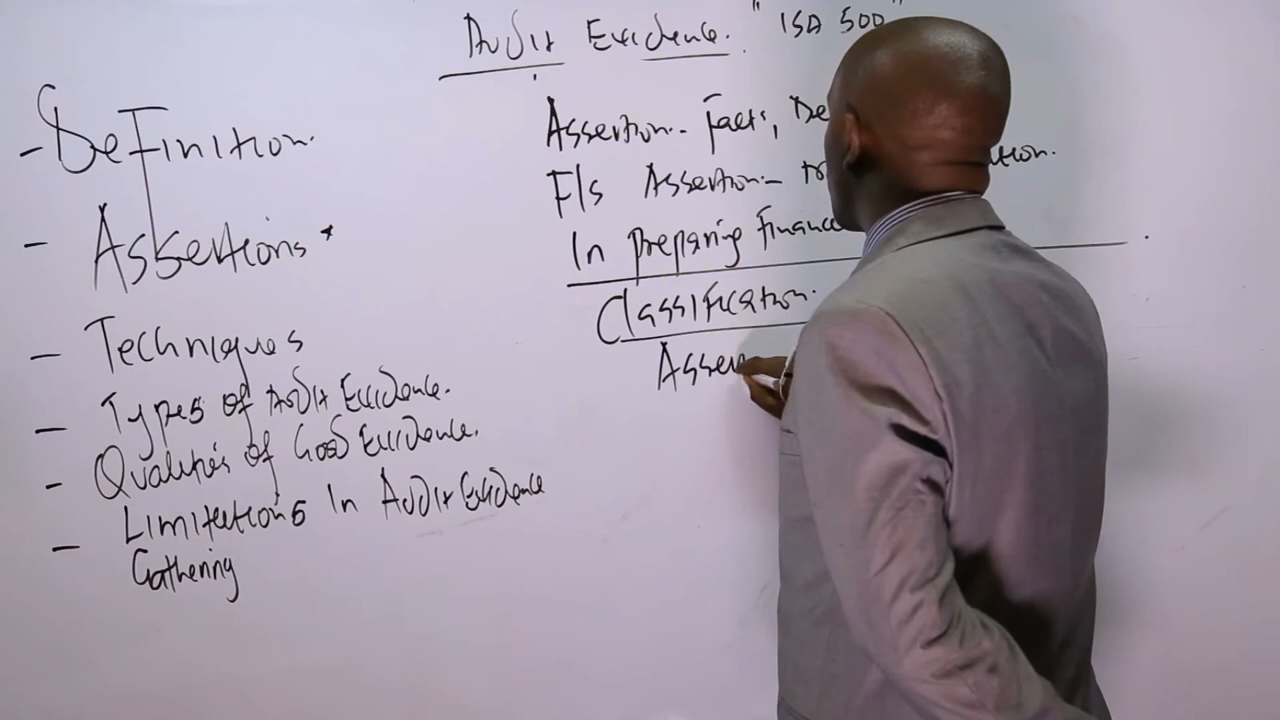 Audit Evidence. "ISA 500"
- Definition.
- Assertions *
- Techniques
- Types of Audit Evidence.
- Qualities of Good Evidence.
- Limitations In Audit Evidence
Gathering
Assertion - Facts, De
F/s Assertion -
In Preparing Finance
Classification.
Asser